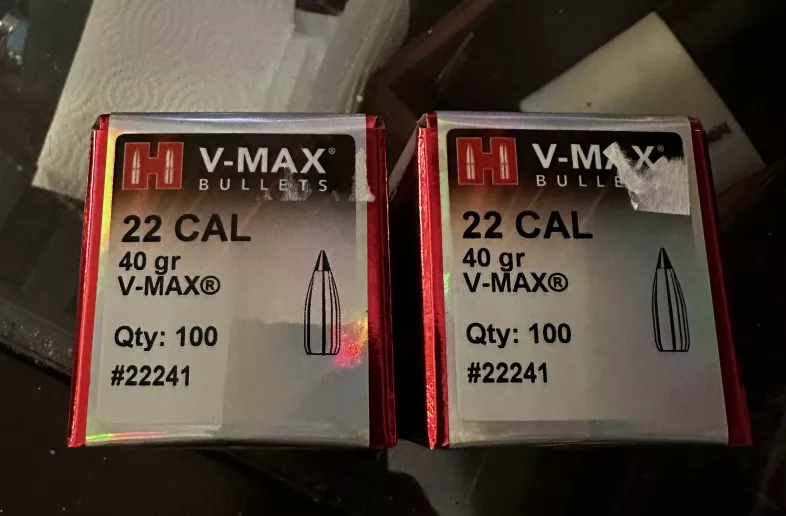 H V-MAX®
BULLETS
22 CAL
40 gr
V-MAX®
Qty: 100
#22241
H V-MAX®
BULLE
22 CAL
40 gr
V-MAX®
Qty: 100
#22241